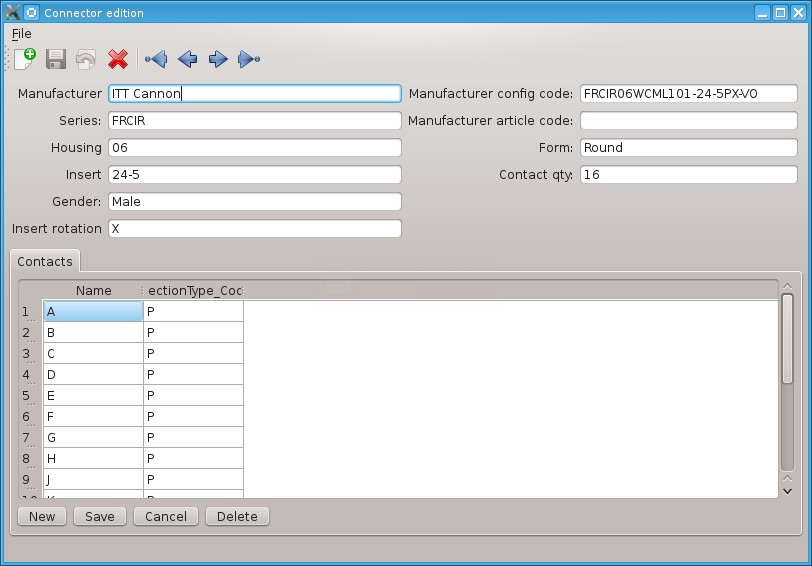 Connector edition
File
Manufacturer ITT Cannon Manufacturer config code: FRCIR06WCML101-24-5PX-VO
Series: FRCIR Manufacturer article code:
Housing 06 Form: Round
Insert 24-5 Contact qty: 16
Gender: Male
Insert rotation X
Contacts
Name ectionType_Coc
1 A P
2 B P
3 C P
4 D P
5 E P
6 F P
7 G P
8 H P
9 J P
New Save Cancel Delete